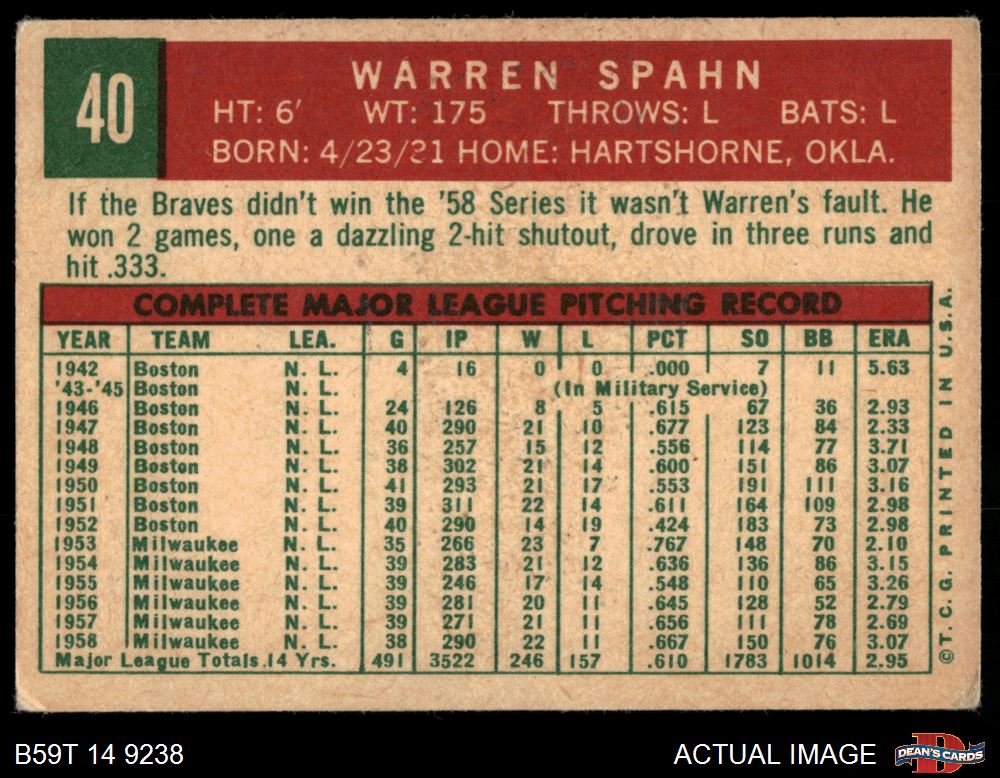 40
WARREN SPAHN
HT: 6' WT: 175 THROWS: L BATS: L
BORN: 4/23/21 HOME: HARTSHORNE, OKLA.
If the Braves didn't win the '58 Series it wasn't Warren's fault. He
won 2 games, one a dazzling 2-hit shutout, drove in three runs and
hit .333.
COMPLETE MAJOR LEAGUE PITCHING RECORD
YEAR TEAM LEA. G IP W L PCT SO BB ERA
1942 Boston N. L. 4 16 0 0 .000 7 11 5.63
'43-'45 Boston N. L. (In Military Service)
1946 Boston N. L. 24 126 8 5 .615 67 36 2.93
1947 Boston N. L. 40 290 21 10 .677 123 84 2.33
1948 Boston N. L. 36 257 15 12 .556 114 77 3.71
1949 Boston N. L. 38 302 21 14 .600 151 86 3.07
1950 Boston N. L. 41 293 21 17 .553 191 111 3.16
1951 Boston N. L. 39 311 22 14 .611 164 109 2.98
1952 Boston N. L. 40 290 14 19 .424 183 73 2.98
1953 Milwaukee N. L. 35 266 23 7 .767 148 70 2.10
1954 Milwaukee N. L. 39 283 21 12 .636 136 86 3.15
1955 Milwaukee N. L. 39 246 17 14 .548 110 65 3.26
1956 Milwaukee N. L. 39 281 20 11 .645 128 52 2.79
1957 Milwaukee N. L. 39 271 21 11 .656 111 78 2.69
1958 Milwaukee N. L. 38 290 22 11 .667 150 76 3.07
Major League Totals 14 Yrs. 491 3522 246 157 .610 1783 1014 2.95
© T. C. G. PRINTED IN U.S.A.
B59T 14 9238
ACTUAL IMAGE
DEAN'S CARDS